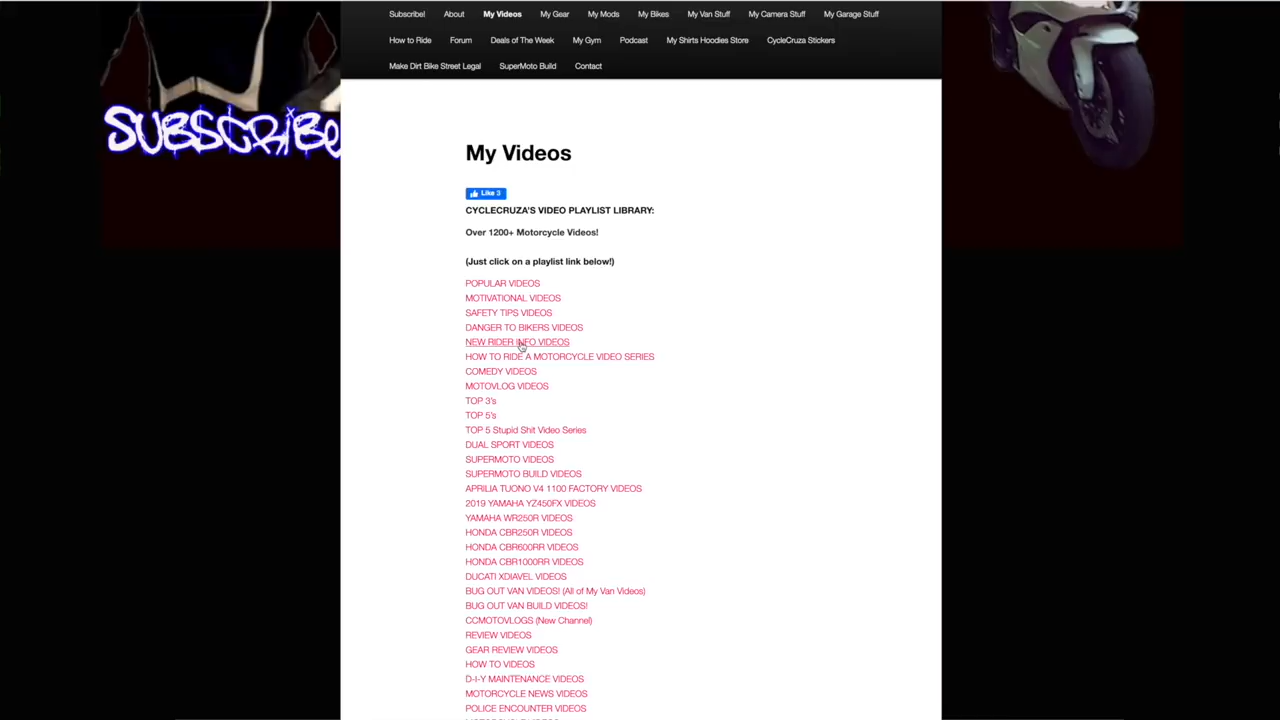 Subscribe! About My Videos My Gear My Mods My Bikes My Van Stuff My Camera Stuff My Garage Stuff
How to Ride Forum Deals of The Week My Gym Podcast My Shirts Hoodies Store CycleCruza Stickers
Make Dirt Bike Street Legal SuperMoto Build Contact
SUBSCRIBE
My Videos
Like 3
CYCLECRUZA'S VIDEO PLAYLIST LIBRARY:
Over 1200+ Motorcycle Videos!
(Just click on a playlist link below!)
POPULAR VIDEOS
MOTIVATIONAL VIDEOS
SAFETY TIPS VIDEOS
DANGER TO BIKERS VIDEOS
NEW RIDER INFO VIDEOS
HOW TO RIDE A MOTORCYCLE VIDEO SERIES
COMEDY VIDEOS
MOTOVLOG VIDEOS
TOP 3's
TOP 5's
TOP 5 Stupid Shit Video Series
DUAL SPORT VIDEOS
SUPERMOTO VIDEOS
SUPERMOTO BUILD VIDEOS
APRILIA TUONO V4 1100 FACTORY VIDEOS
2019 YAMAHA YZ450FX VIDEOS
YAMAHA WR250R VIDEOS
HONDA CBR250R VIDEOS
HONDA CBR600RR VIDEOS
HONDA CBR1000RR VIDEOS
DUCATI XDIAVEL VIDEOS
BUG OUT VAN VIDEOS! (All of My Van Videos)
BUG OUT VAN BUILD VIDEOS!
CCMOTOVLOGS (New Channel)
REVIEW VIDEOS
GEAR REVIEW VIDEOS
HOW TO VIDEOS
D-I-Y MAINTENANCE VIDEOS
MOTORCYCLE NEWS VIDEOS
POLICE ENCOUNTER VIDEOS